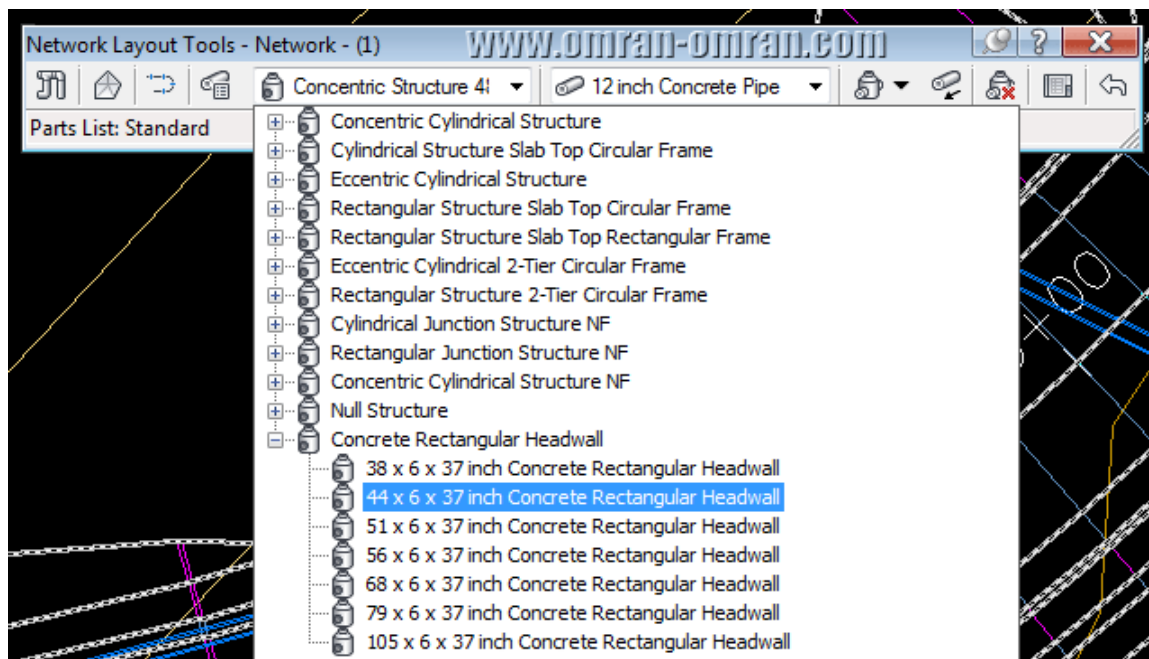 Network Layout Tools - Network - (1)
www.omran-omran.com
Concentric Structure 4
12 inch Concrete Pipe
Parts List: Standard
Concentric Cylindrical Structure
Cylindrical Structure Slab Top Circular Frame
Eccentric Cylindrical Structure
Rectangular Structure Slab Top Circular Frame
Rectangular Structure Slab Top Rectangular Frame
Eccentric Cylindrical 2-Tier Circular Frame
Rectangular Structure 2-Tier Circular Frame
Cylindrical Junction Structure NF
Rectangular Junction Structure NF
Concentric Cylindrical Structure NF
Null Structure
Concrete Rectangular Headwall
38 x 6 x 37 inch Concrete Rectangular Headwall
44 x 6 x 37 inch Concrete Rectangular Headwall
51 x 6 x 37 inch Concrete Rectangular Headwall
56 x 6 x 37 inch Concrete Rectangular Headwall
68 x 6 x 37 inch Concrete Rectangular Headwall
79 x 6 x 37 inch Concrete Rectangular Headwall
105 x 6 x 37 inch Concrete Rectangular Headwall